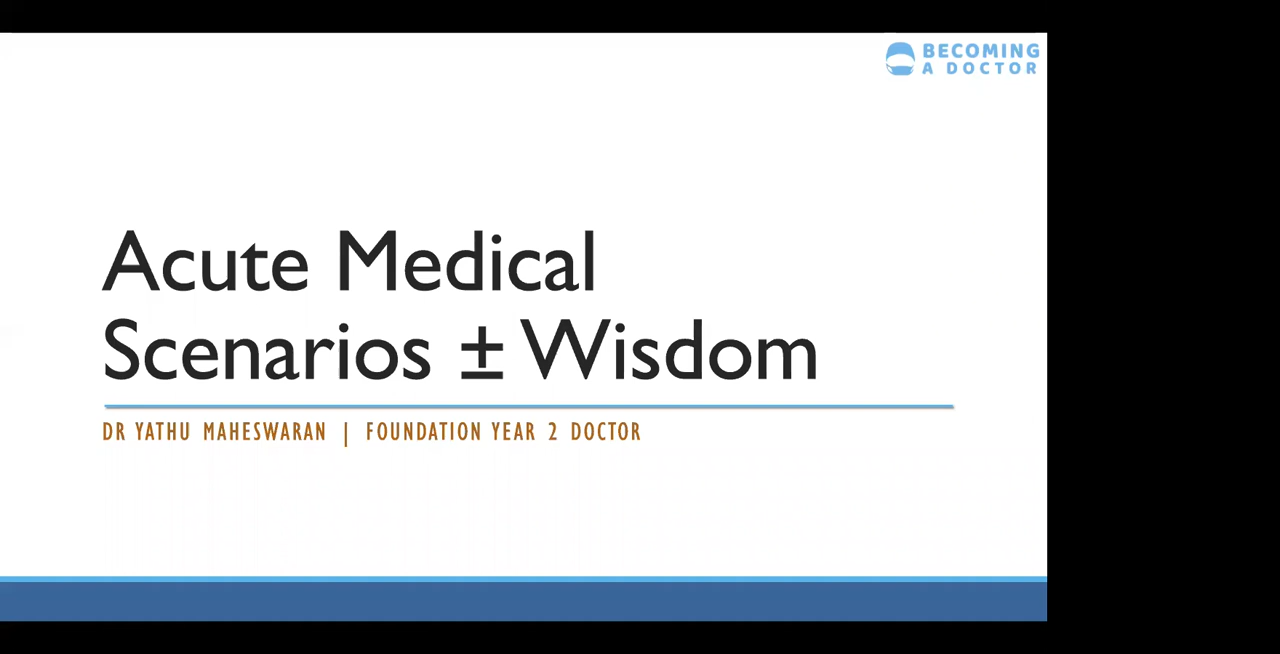 BECOMING
A DOCTOR
Acute Medical
Scenarios ± Wisdom
DR YATHU MAHESWARAN | FOUNDATION YEAR 2 DOCTOR